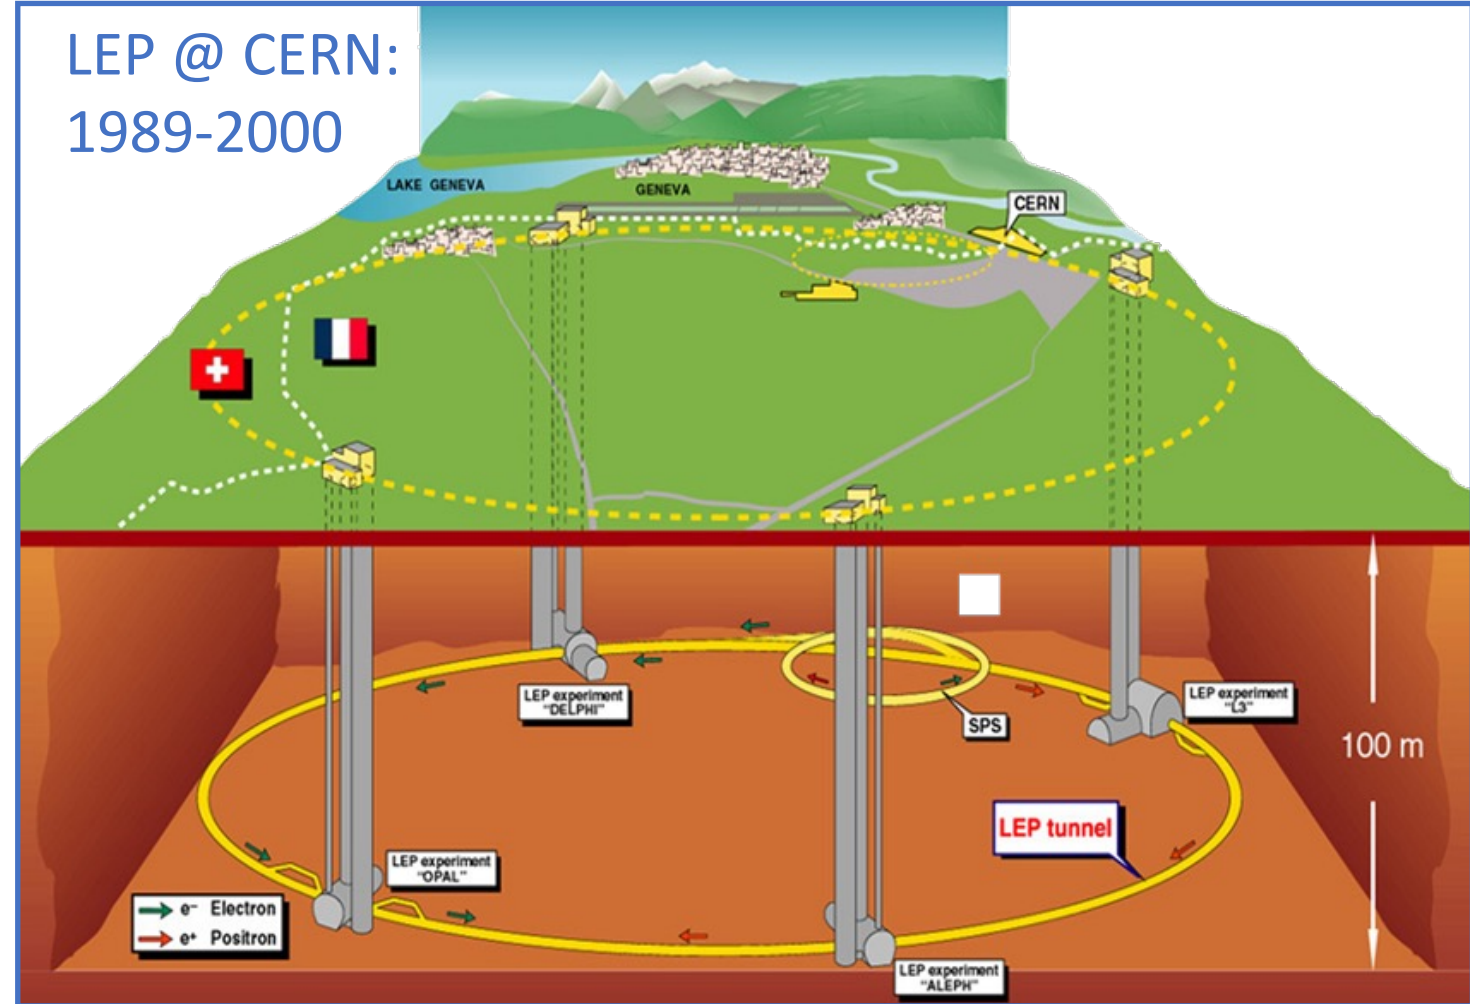 LEP @ CERN:
1989-2000
LAKE GENEVA
GENEVA
CERN
LEP experiment
"DELPHI"
SPS
LEP experiment
"L3"
100 m
LEP tunnel
LEP experiment
"OPAL"
e⁻ Electron
e⁺ Positron
LEP experiment
"ALEPH"